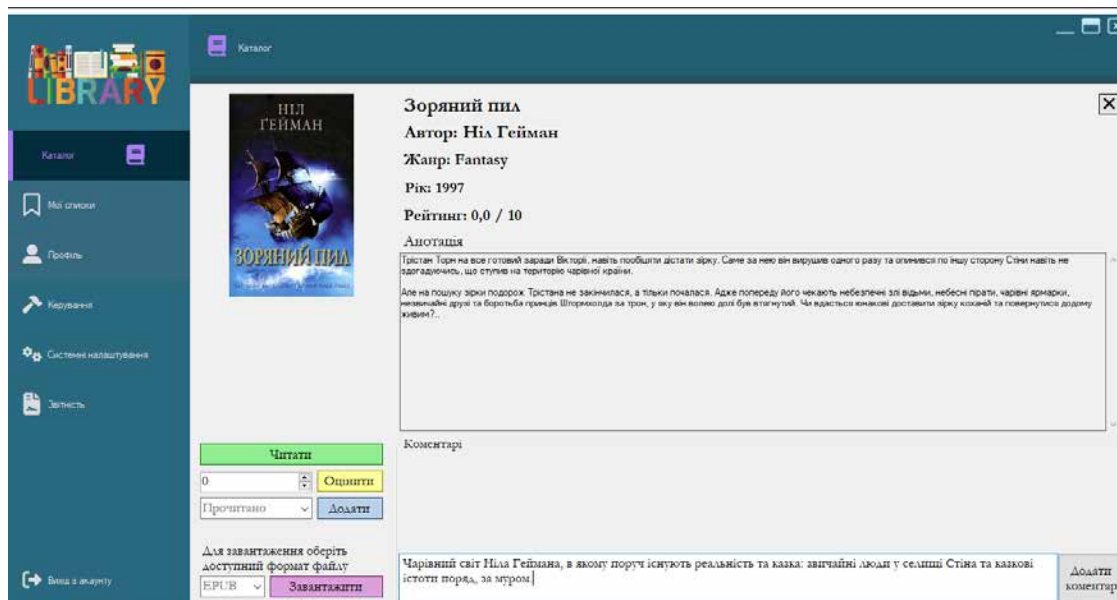 LIBRARY
Каталог
Каталог
Мої списки
Профіль
Керування
Системні налаштування
Звітність
Вихід з акаунту
НІЛ
ҐЕЙМАН
ЗОРЯНИЙ ПИЛ
Зоряний пил
Автор: Ніл Гейман
Жанр: Fantasy
Рік: 1997
Рейтинг: 0,0 / 10
Анотація
Трістан Торн на все готовий заради Вікторії, навіть пообіцяти дістати зірку. Саме за нею він вирушив одного разу та опинився по іншу сторону Стіни навіть не
здогадуючись, що ступив на територію чарівної країни.
Але на пошуку зірки подорож Трістана не закінчилася, а тільки почалася. Адже попереду його чекають небезпечні злі відьми, небесні пірати, чарівні ярмарки,
незвичайні друзі та боротьба принців Штормхолда за трон, у яку він волею долі був втягнутий. Чи вдасться юнакові доставити зірку коханій та повернутися додому
живим?..
Читати
0
Оцінити
Прочитано
Додати
Для завантаження оберіть
доступний формат файлу
EPUB
Завантажити
Коментарі
Чарівний світ Ніла Геймана, в якому поруч існують реальність та казка: звичайні люди у селищі Стіна та казкові
істоти поряд, за муром.
Додати
коментар